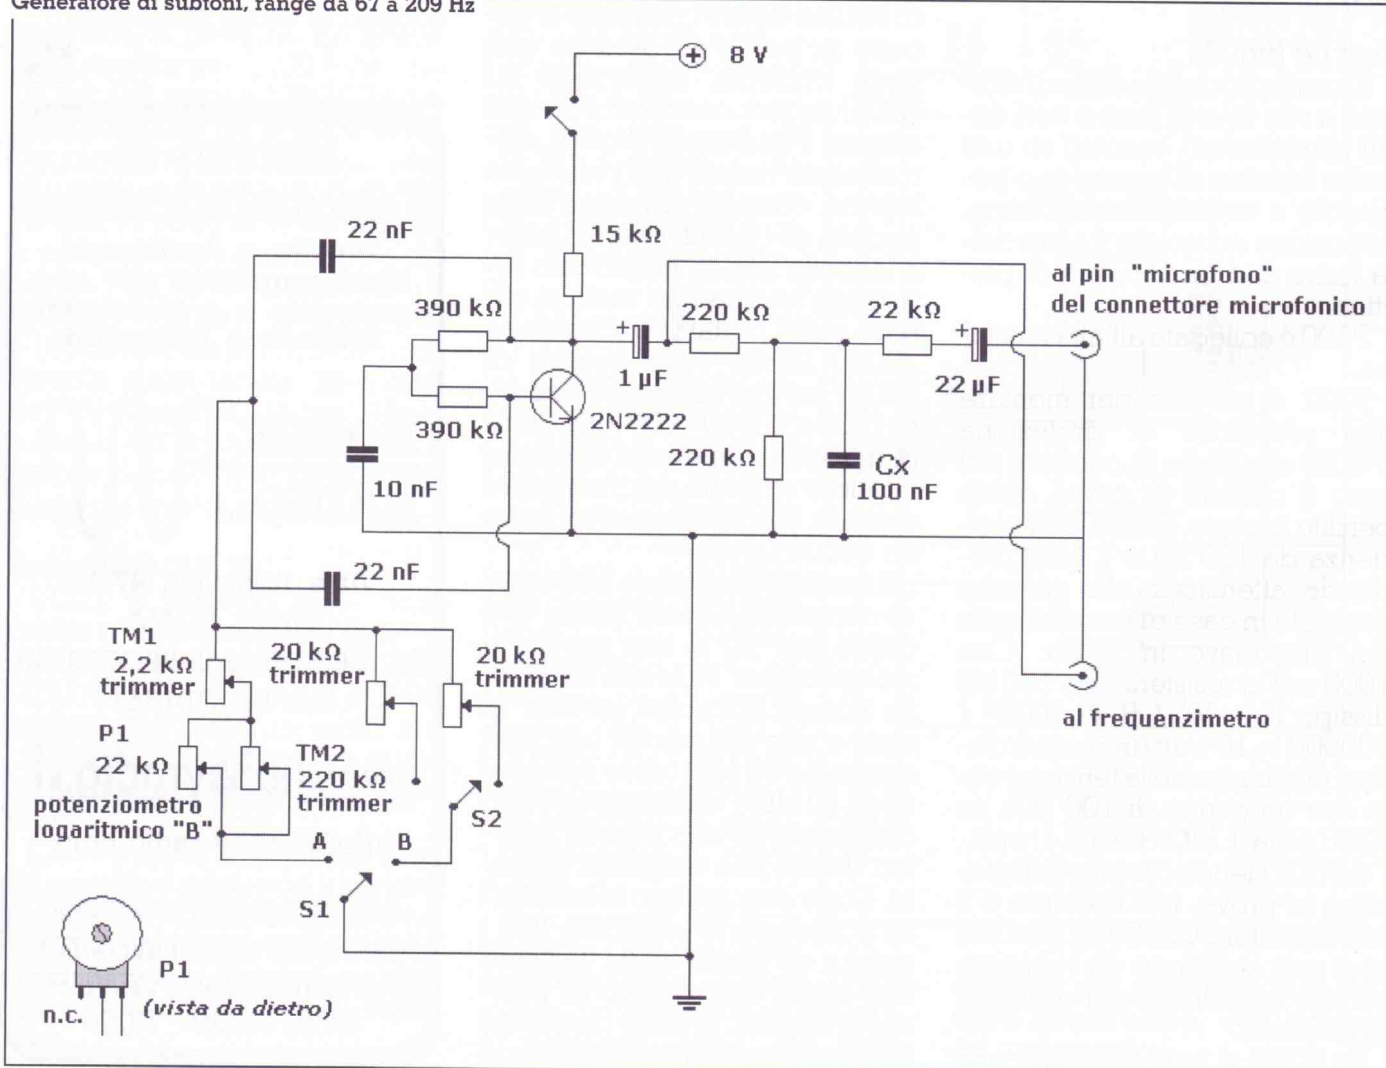 Generatore di subtoni, range da 67 a 209 Hz
8 V
22 nF
15 kΩ
390 kΩ
390 kΩ
+
1 µF
220 kΩ
22 kΩ
+
22 µF
al pin "microfono"
del connettore microfonico
2N2222
220 kΩ
Cx
100 nF
10 nF
22 nF
TM1
2,2 kΩ
trimmer
20 kΩ
trimmer
20 kΩ
trimmer
al frequenzimetro
P1
22 kΩ
potenziometro
logaritmico "B"
TM2
220 kΩ
trimmer
S2
A
B
S1
P1
(vista da dietro)
n.c.